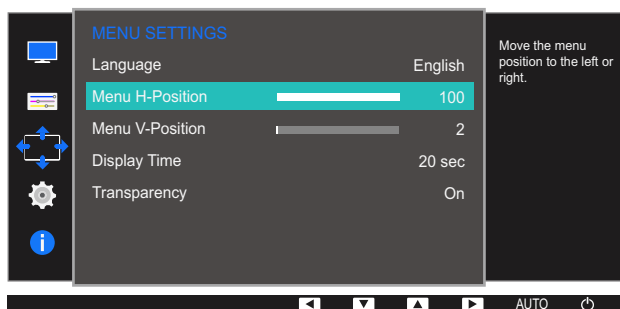 MENU SETTINGS
Language English
Menu H-Position 100
Menu V-Position 2
Display Time 20 sec
Transparency On
Move the menu
position to the left or
right.
AUTO